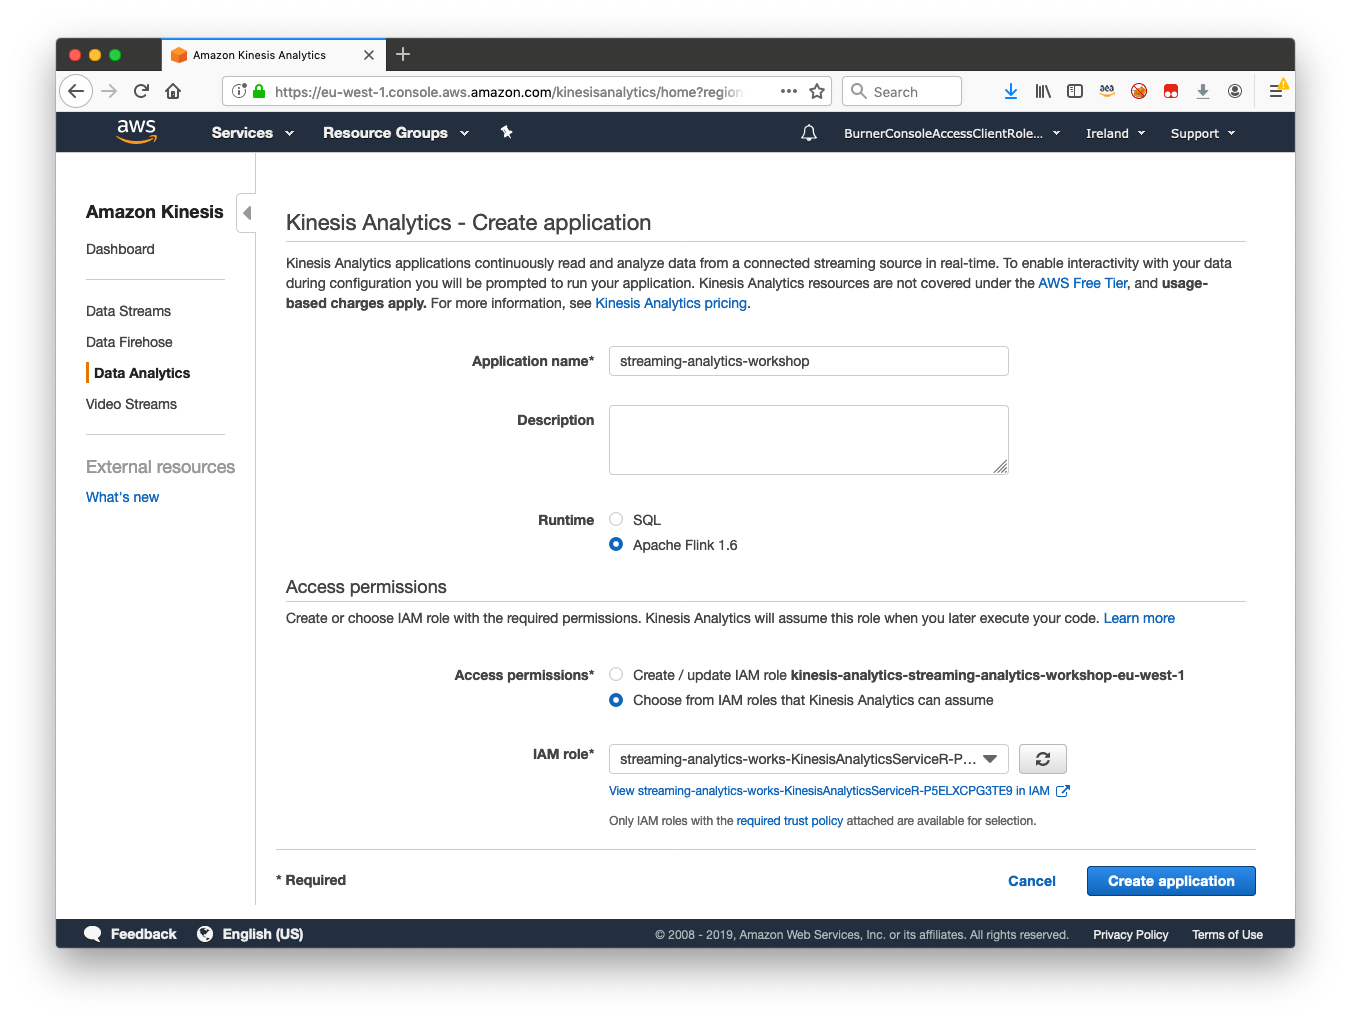 Amazon Kinesis Analytics
https://eu-west-1.console.aws.amazon.com/kinesisanalytics/home?region
Search
aws
Services
Resource Groups
BurnerConsoleAccessClientRole...
Ireland
Support
Amazon Kinesis
Dashboard
Data Streams
Data Firehose
Data Analytics
Video Streams
External resources
What's new
Kinesis Analytics - Create application
Kinesis Analytics applications continuously read and analyze data from a connected streaming source in real-time. To enable interactivity with your data
during configuration you will be prompted to run your application. Kinesis Analytics resources are not covered under the AWS Free Tier, and usage-
based charges apply. For more information, see Kinesis Analytics pricing.
Application name* streaming-analytics-workshop
Description
Runtime SQL
Apache Flink 1.6
Access permissions
Create or choose IAM role with the required permissions. Kinesis Analytics will assume this role when you later execute your code. Learn more
Access permissions* Create / update IAM role kinesis-analytics-streaming-analytics-workshop-eu-west-1
Choose from IAM roles that Kinesis Analytics can assume
IAM role* streaming-analytics-works-KinesisAnalyticsServiceR-P...
View streaming-analytics-works-KinesisAnalyticsServiceR-P5ELXCPG3TE9 in IAM
Only IAM roles with the required trust policy attached are available for selection.
* Required
Cancel
Create application
Feedback
English (US)
© 2008 - 2019, Amazon Web Services, Inc. or its affiliates. All rights reserved.
Privacy Policy
Terms of Use